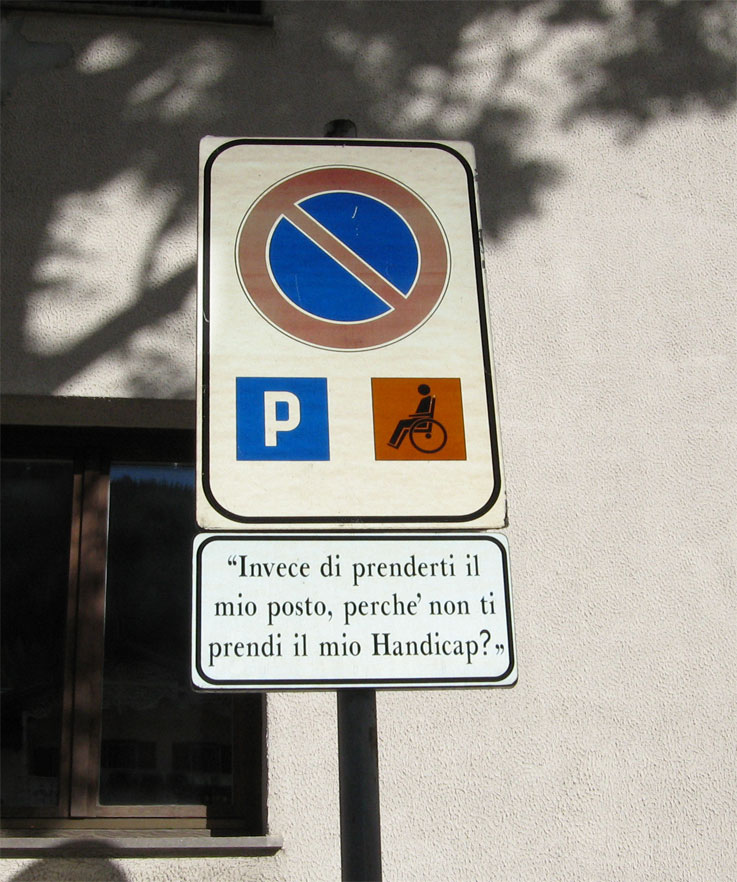 P
“Invece di prenderti il
mio posto, perche' non ti
prendi il mio Handicap?„